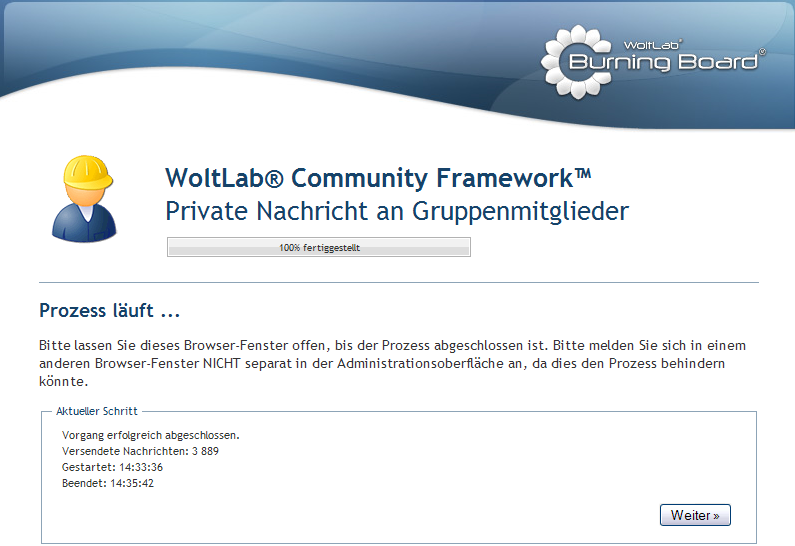 WoltLab®
Burning Board®
WoltLab® Community Framework™
Private Nachricht an Gruppenmitglieder
100% fertiggestellt
Prozess läuft ...
Bitte lassen Sie dieses Browser-Fenster offen, bis der Prozess abgeschlossen ist. Bitte melden Sie sich in einem
anderen Browser-Fenster NICHT separat in der Administrationsoberfläche an, da dies den Prozess behindern
könnte.
Aktueller Schritt
Vorgang erfolgreich abgeschlossen.
Versendete Nachrichten: 3 889
Gestartet: 14:33:36
Beendet: 14:35:42
Weiter »